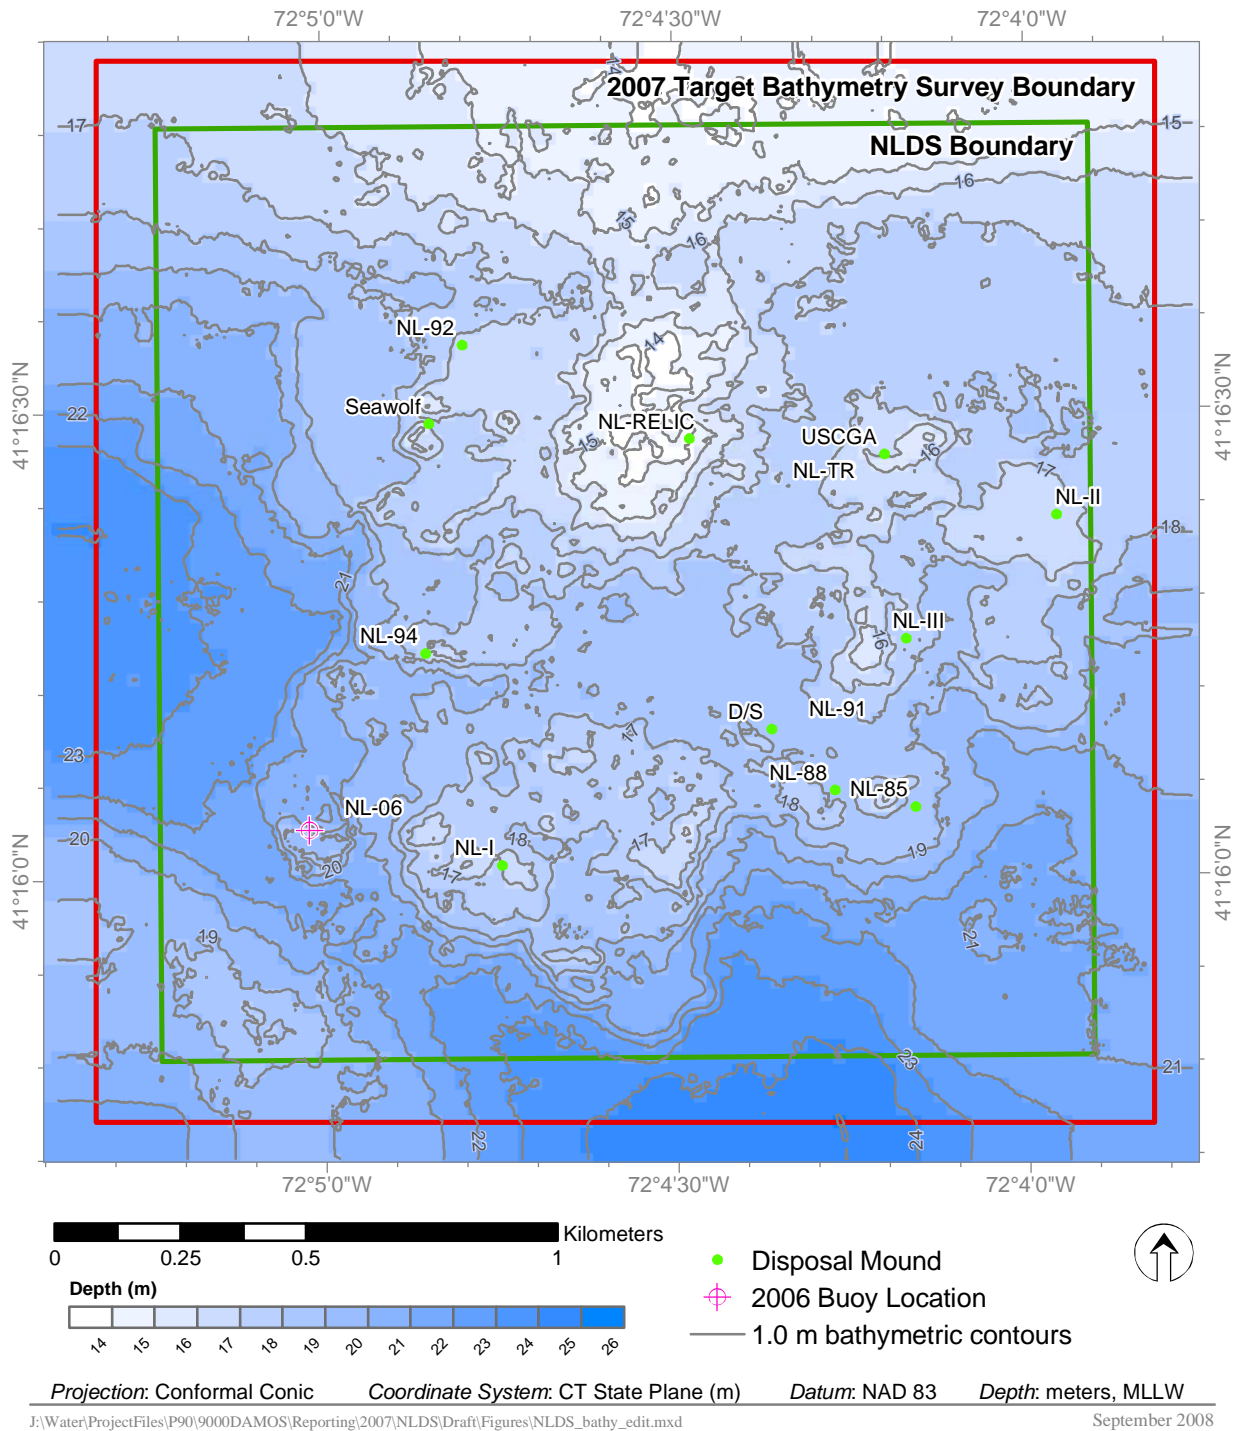 72°5'0"W 72°4'30"W 72°4'0"W
14
2007 Target Bathymetry Survey Boundary
17 15
NLDS Boundary
16
15
16
NL-92
14
41°16'30"N 41°16'30"N
Seawolf
22
NL-RELIC
15
USCGA
16
NL-TR
17
NL-II
18
21
NL-III
NL-94
16
NL-91
D/S
17
23
NL-88
NL-85
18
NL-06
20
NL-I
18
17
19
17
20
41°16'0"N 41°16'0"N
19
21
23
21
22
24
72°5'0"W 72°4'30"W 72°4'0"W
Kilometers
0 0.25 0.5 1
Depth (m)
14 15 16 17 18 19 20 21 22 23 24 25 26
Disposal Mound
2006 Buoy Location
1.0 m bathymetric contours
Projection: Conformal Conic Coordinate System: CT State Plane (m) Datum: NAD 83 Depth: meters, MLLW
J:\Water\ProjectFiles\P90\9000DAMOS\Reporting\2007\NLDS\Draft\Figures\NLDS_bathy_edit.mxd September 2008